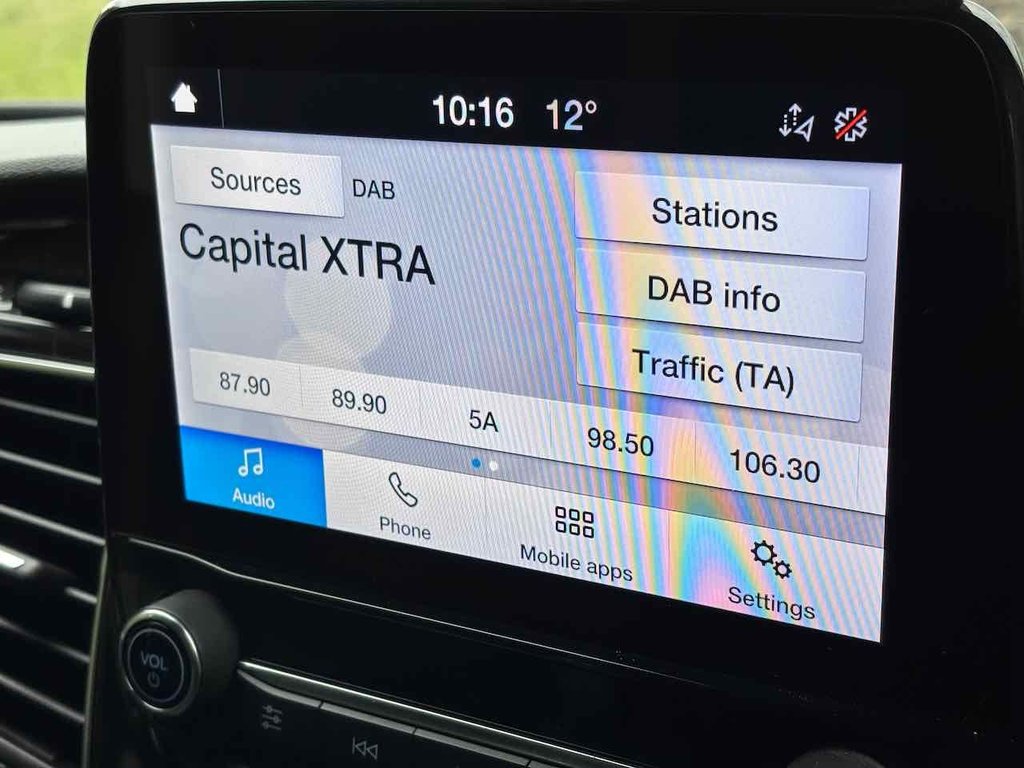 10:16 12°
Sources DAB
Capital XTRA
Stations
DAB info
Traffic (TA)
87.90 89.90 5A 98.50 106.30
Audio Phone Mobile apps Settings
VOL